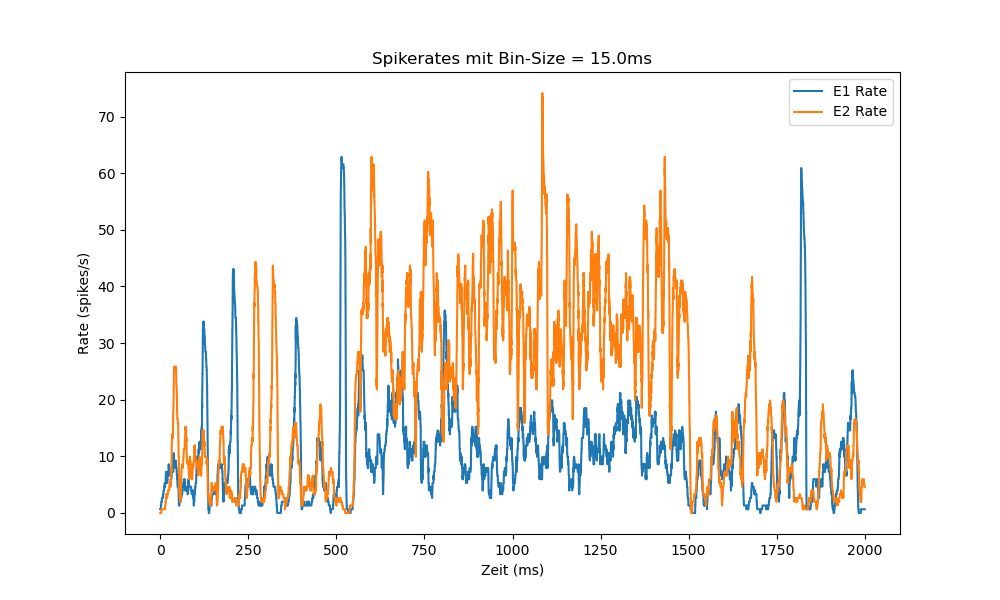 Spikerates mit Bin-Size = 15.0ms
E1 Rate
E2 Rate
Rate (spikes/s)
70
60
50
40
30
20
10
0
0 250 500 750 1000 1250 1500 1750 2000
Zeit (ms)